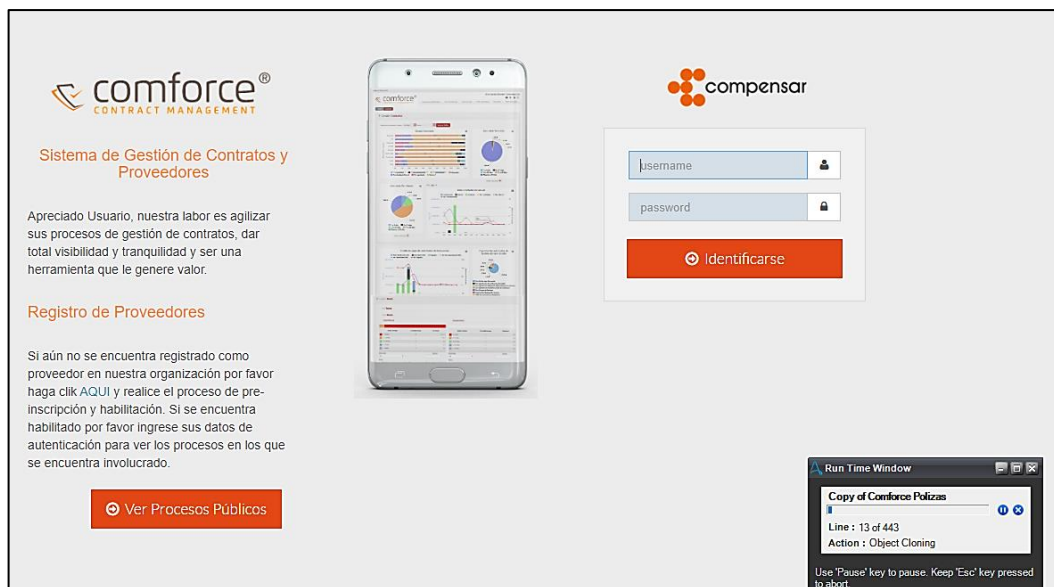 comforce®
CONTRACT MANAGEMENT
Sistema de Gestión de Contratos y
Proveedores
Apreciado Usuario, nuestra labor es agilizar
sus procesos de gestión de contratos, dar
total visibilidad y tranquilidad y ser una
herramienta que le genere valor.
Registro de Proveedores
Si aún no se encuentra registrado como
proveedor en nuestra organización por favor
haga clik AQUI y realice el proceso de pre-
inscripción y habilitación. Si se encuentra
habilitado por favor ingrese sus datos de
autenticación para ver los procesos en los que
se encuentra involucrado.
Ver Procesos Públicos
comforce®
compensar
username
password
Identificarse
Run Time Window
Copy of Comforce Polizas
Line : 13 of 443
Action : Object Cloning
Use 'Pause' key to pause. Keep 'Esc' key pressed
to abort.